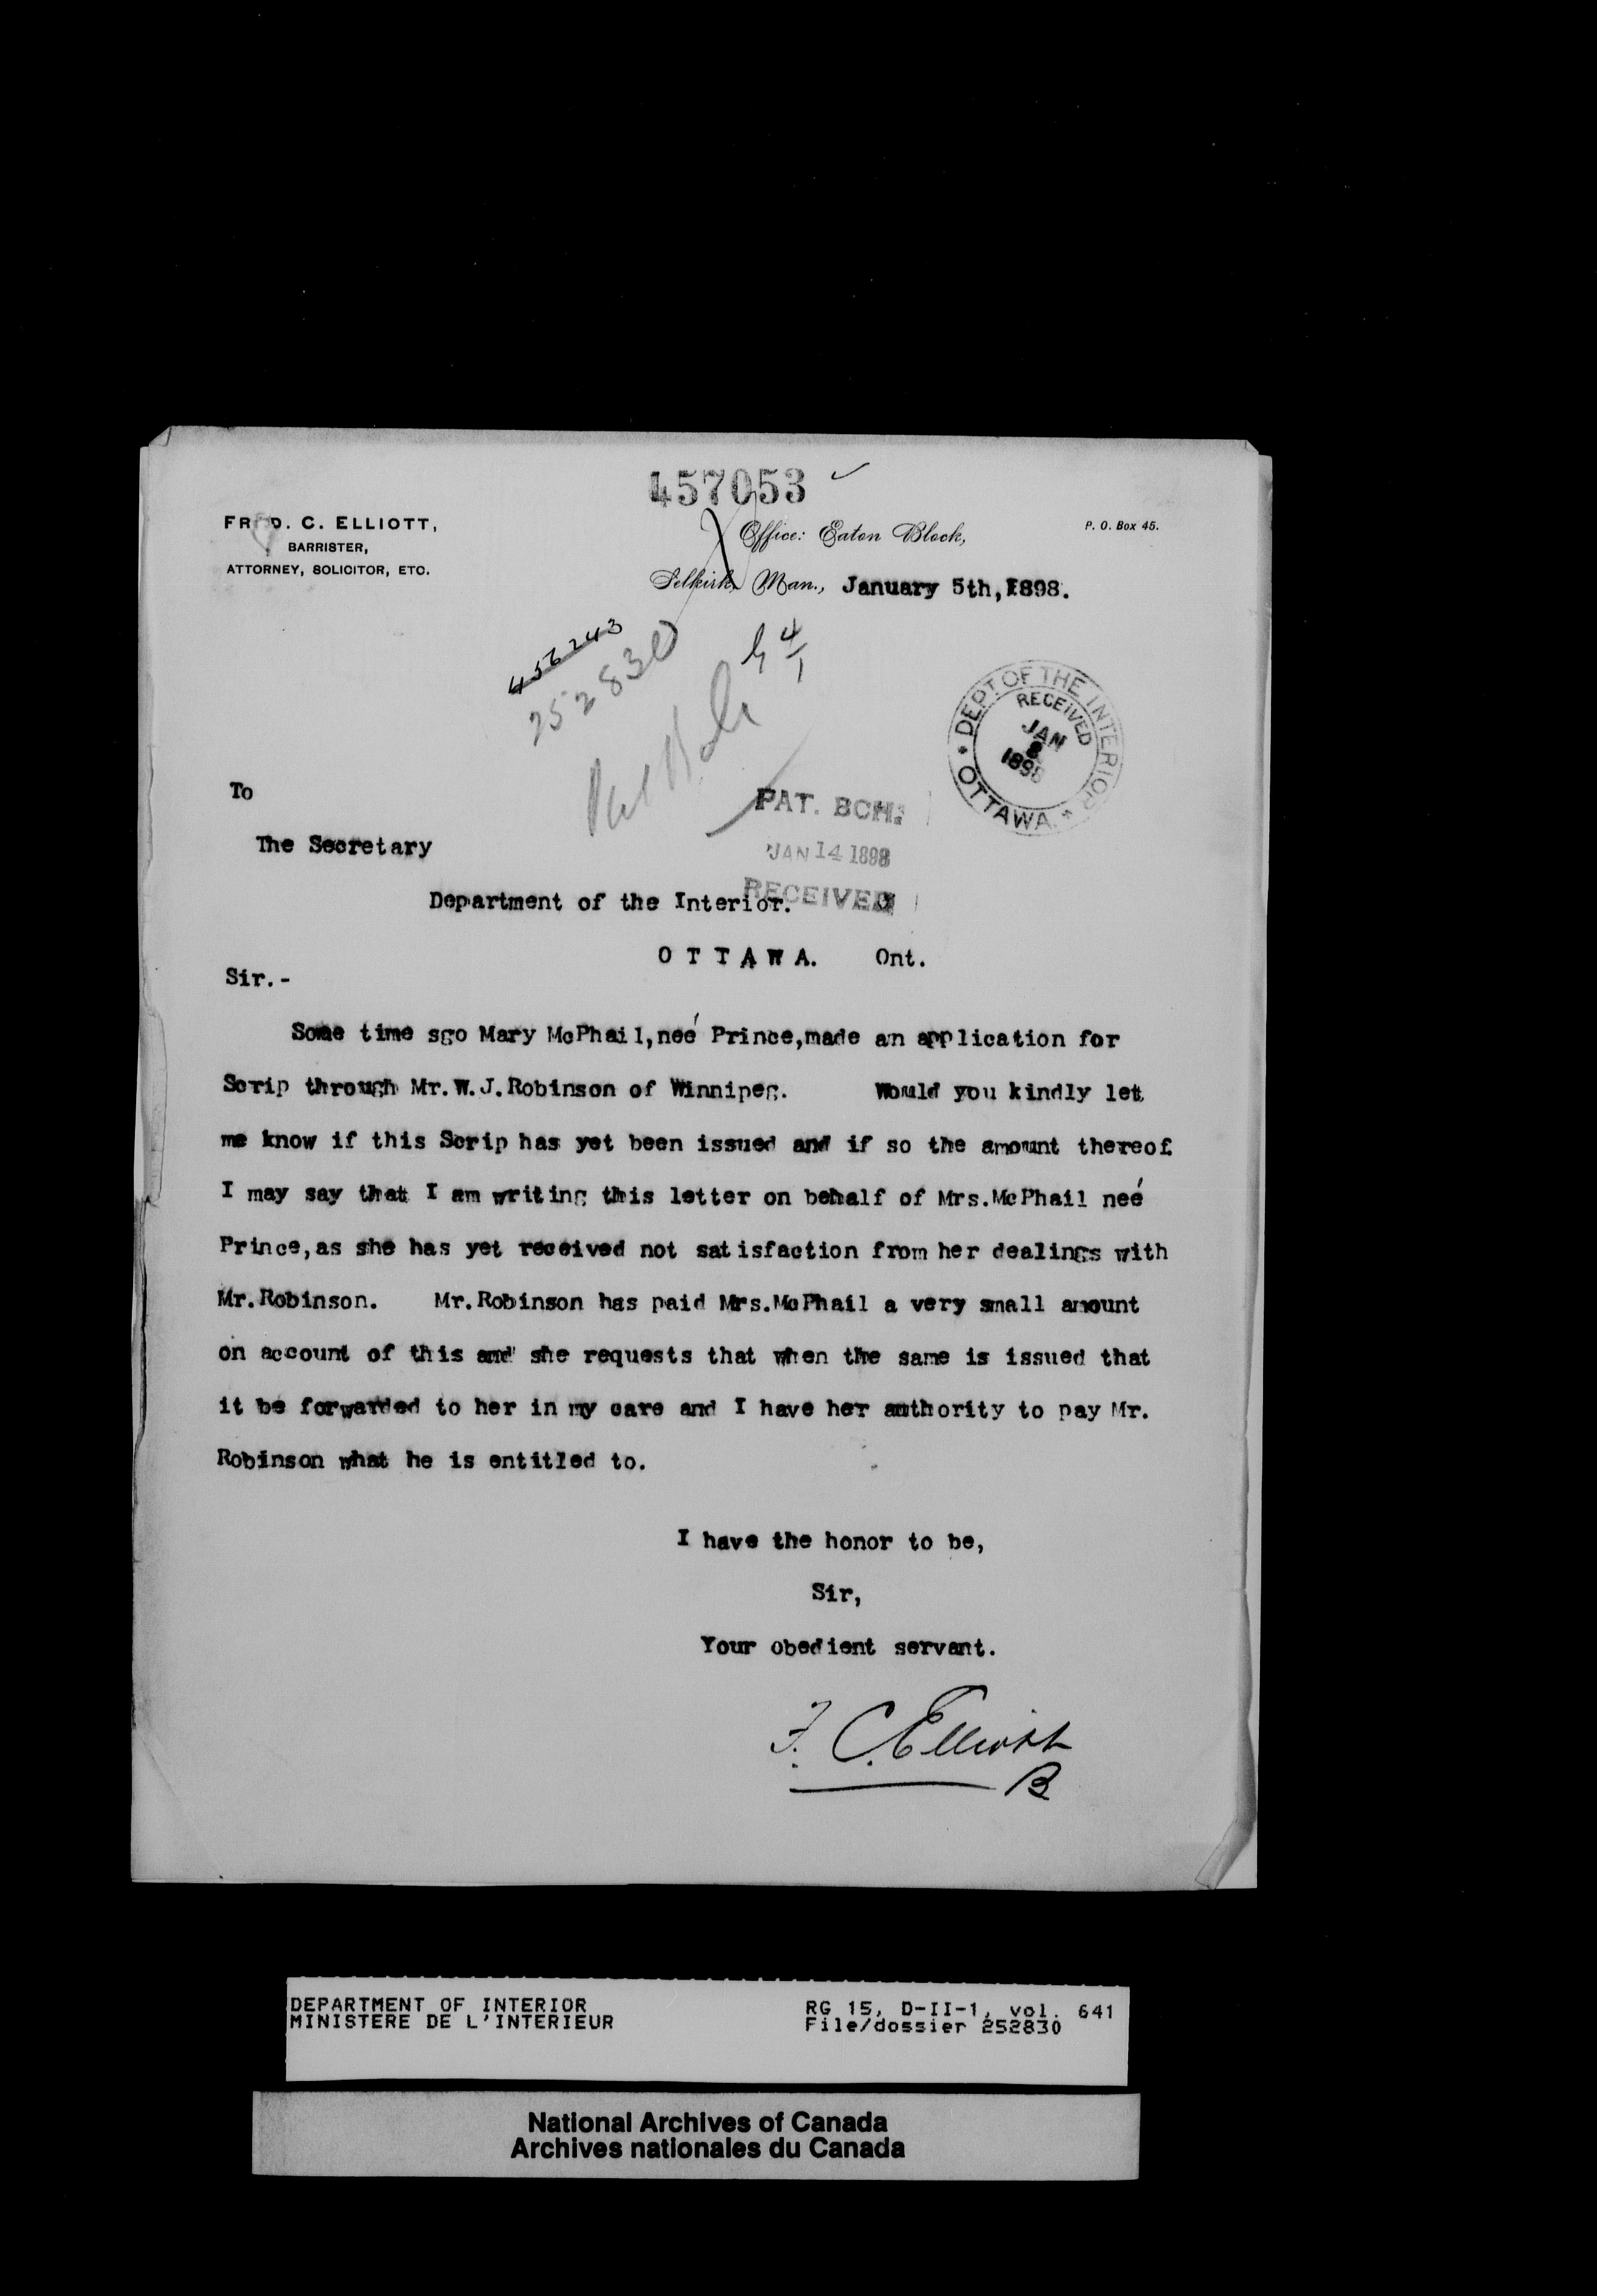 457053
FRED. C. ELLIOTT,
BARRISTER,
ATTORNEY, SOLICITOR, ETC.
Office: Eaton Block,
P. O. Box 45.
Selkirk, Man., January 5th, 1898.
456243
252830
DEPT OF THE INTERIOR
RECEIVED
JAN
8
1898
OTTAWA
To
PAT. BCH.
The Secretary
JAN 14 1898
Department of the Interior.
RECEIVED
O T T A W A. Ont.
Sir.-
Some time sgo Mary McPhail,neé Prince,made an application for
Scrip through Mr.W.J.Robinson of Winnipeg. Would you kindly let
me know if this Scrip has yet been issued and if so the amount thereof.
I may say that I am writing this letter on behalf of Mrs.McPhail neé
Prince,as she has yet received not satisfaction from her dealings with
Mr.Robinson. Mr.Robinson has paid Mrs.McPhail a very small amount
on account of this and she requests that when the same is issued that
it be forwarded to her in my care and I have her authority to pay Mr.
Robinson what he is entitled to.
I have the honor to be,
Sir,
Your obedient servant.
F. C. Elliott
B
DEPARTMENT OF INTERIOR
MINISTERE DE L'INTERIEUR
RG 15, D-II-1, vol. 641
File/dossier 252830
National Archives of Canada
Archives nationales du Canada